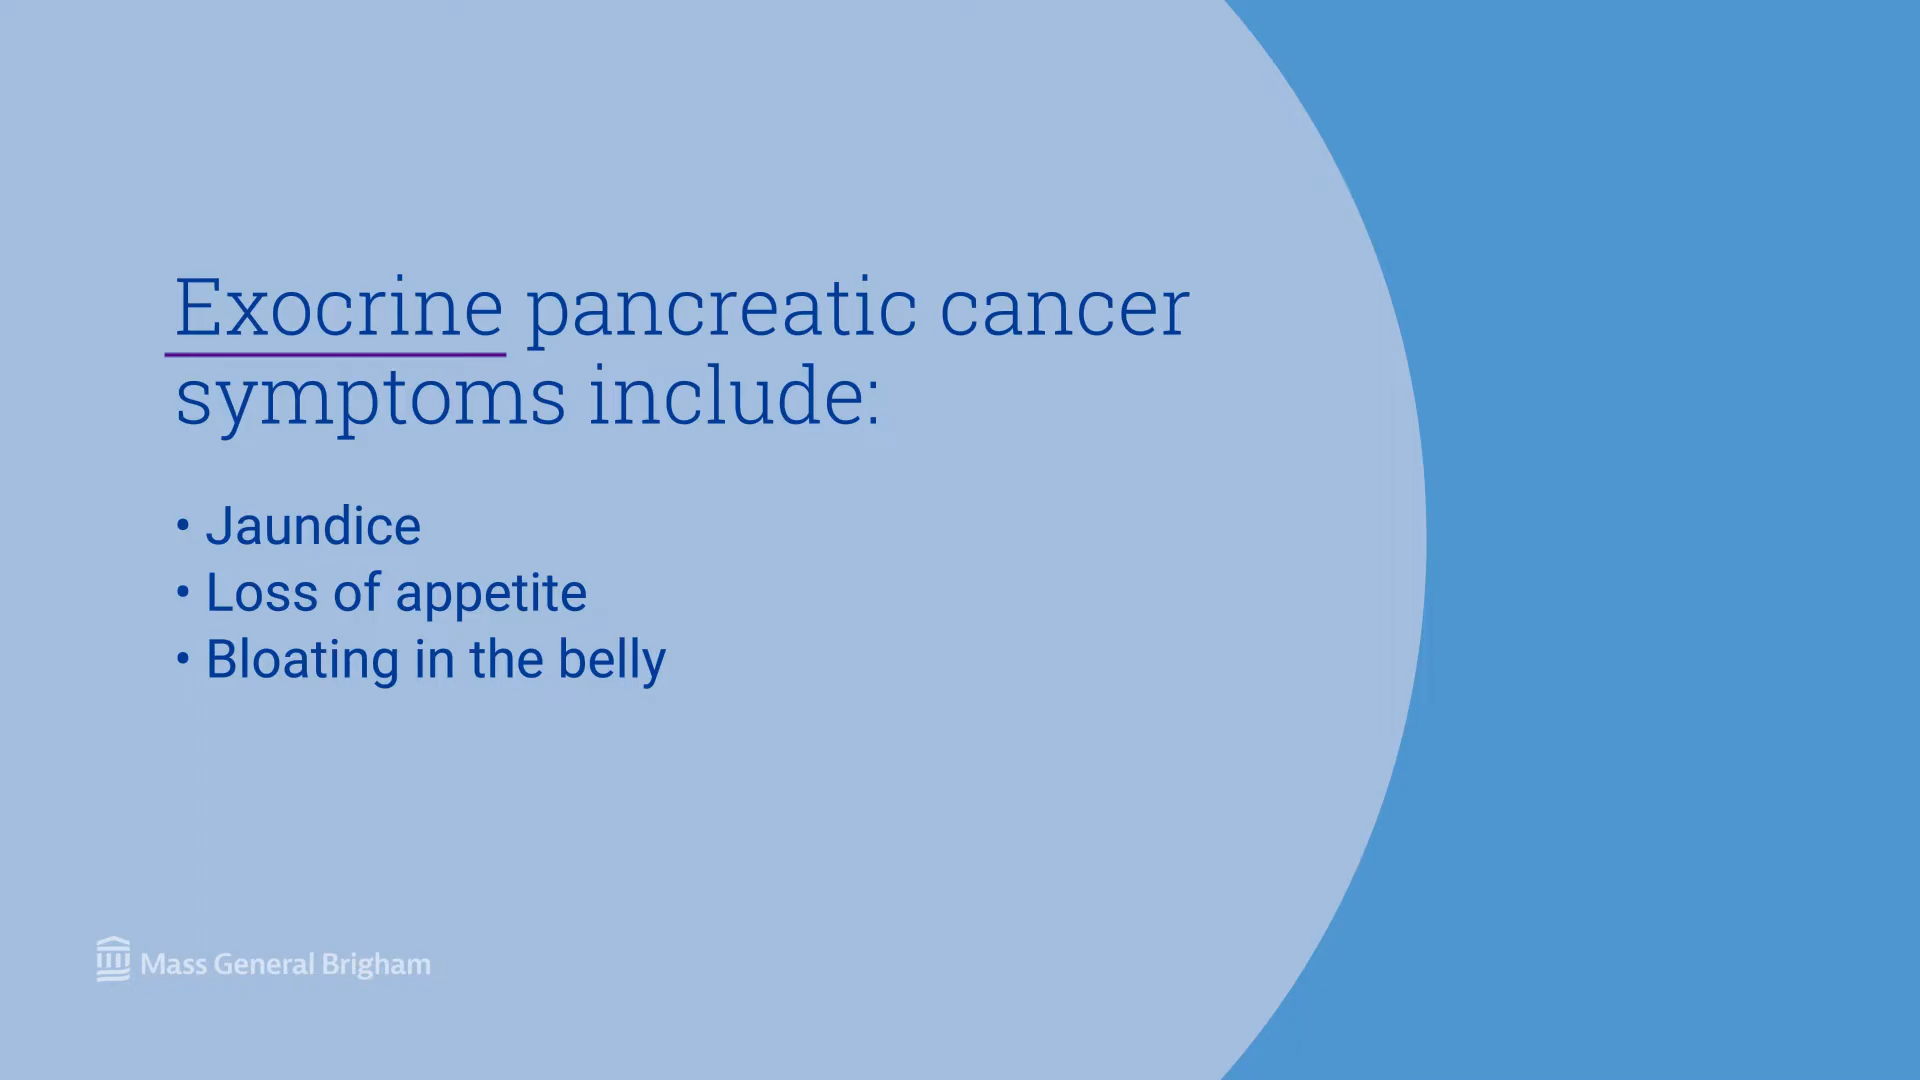 Exocrine pancreatic cancer
symptoms include:
• Jaundice
• Loss of appetite
• Bloating in the belly
Mass General Brigham